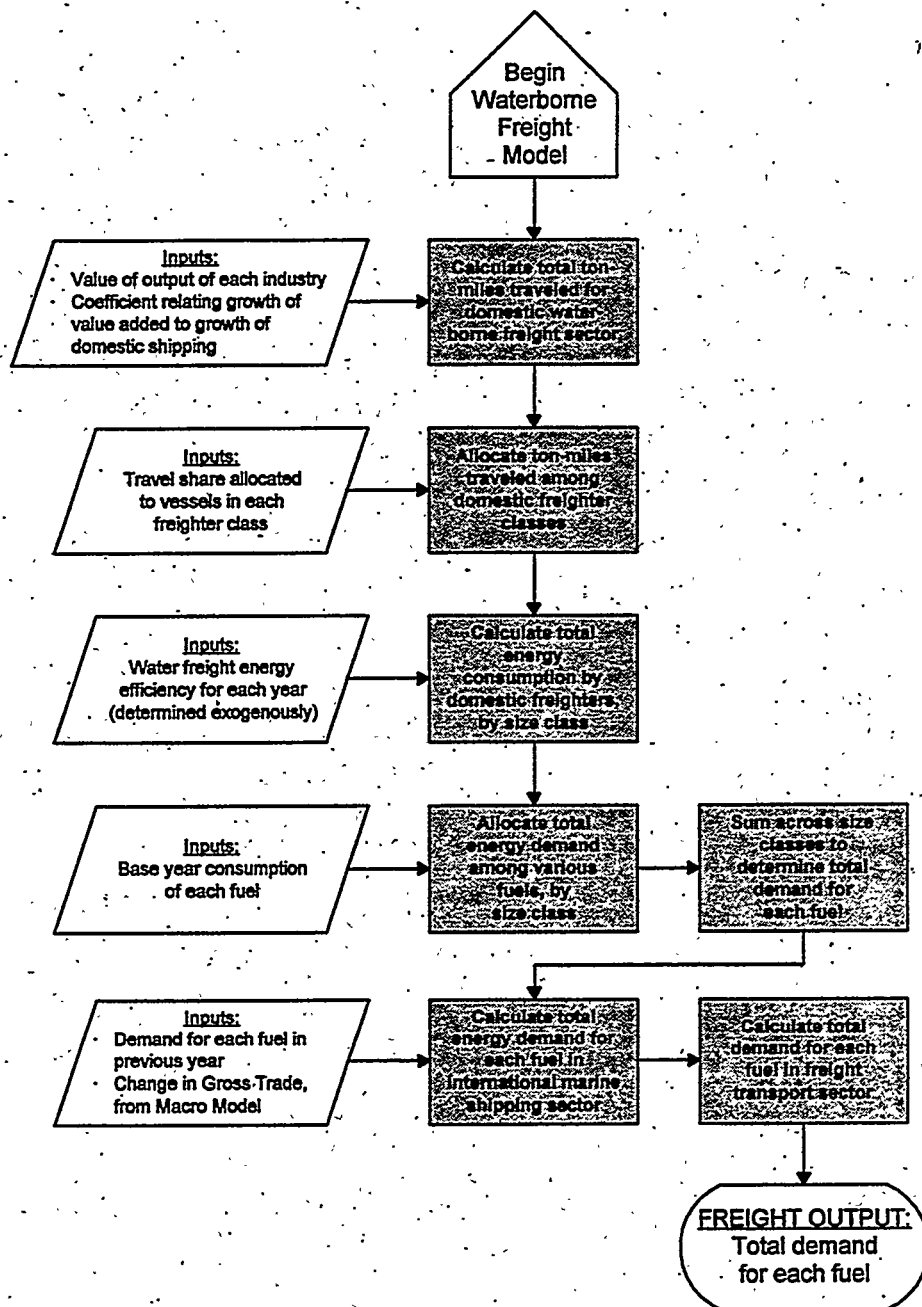 Begin
Waterborne
Freight
Model
Inputs:
· Value of output of each industry
· Coefficient relating growth of
value added to growth of
domestic shipping
Calculate total ton-
miles traveled for
domestic water-
borne freight sector
Inputs:
Travel share allocated
to vessels in each
freighter class
Allocate ton-miles
traveled among
domestic freighter
classes
Inputs:
Water freight energy
efficiency for each year
(determined exogenously)
Calculate total
energy
consumption by
domestic freighters,
by size class
Inputs:
Base year consumption
of each fuel
Allocate total
energy demand
among various
fuels, by
size class
Sum across size
classes to
determine total
demand for
each fuel
Inputs:
· Demand for each fuel in
previous year
· Change in Gross Trade,
from Macro Model
Calculate total
energy demand for
each fuel in
international marine
shipping sector
Calculate total
demand for each
fuel in freight
transport sector
FREIGHT OUTPUT:
Total demand
for each fuel